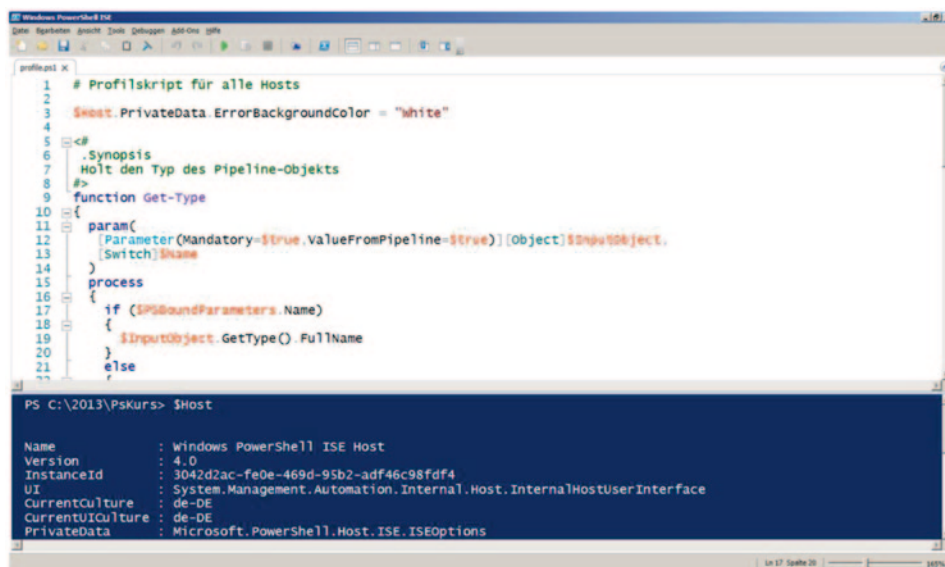 Windows PowerShell ISE
Datei Bearbeiten Ansicht Tools Debuggen Add-Ons Hilfe
profile.ps1 X
1 # Profilskript für alle Hosts
2
3 $Host.PrivateData.ErrorBackgroundColor = "White"
4
5 <#
6 .Synopsis
7 Holt den Typ des Pipeline-Objekts
8 #>
9 function Get-Type
10 {
11 param(
12 [Parameter(Mandatory=$true,ValueFromPipeline=$true)][Object]$InputObject,
13 [Switch]$Name
14 )
15 process
16 {
17 if ($PSBoundParameters.Name)
18 {
19 $InputObject.GetType().FullName
20 }
21 else
PS C:\2013\PsKurs> $Host
Name : Windows PowerShell ISE Host
Version : 4.0
InstanceId : 3042d2ac-fe0e-469d-95b2-adf46c98fdf4
UI : System.Management.Automation.Internal.Host.InternalHostUserInterface
CurrentCulture : de-DE
CurrentUICulture : de-DE
PrivateData : Microsoft.PowerShell.Host.ISE.ISEOptions
Ln 17 Spalte 20 165%